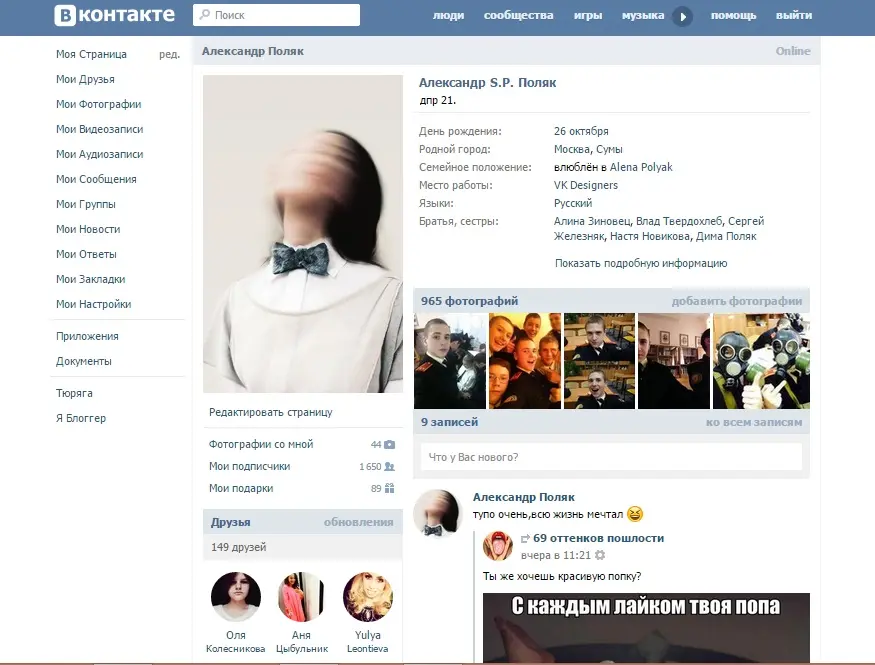 Вконтакте
Поиск
люди сообщества игры музыка помощь выйти
Моя Страница ред.
Мои Друзья
Мои Фотографии
Мои Видеозаписи
Мои Аудиозаписи
Мои Сообщения
Мои Группы
Мои Новости
Мои Ответы
Мои Закладки
Мои Настройки
Приложения
Документы
Тюряга
Я Блоггер
Александр Поляк Online
Редактировать страницу
Фотографии со мной 44
Мои подписчики 1 650
Мои подарки 89
Друзья обновления
149 друзей
Оля Аня Yulya
Колесникова Цыбульник Leontieva
Александр S.P. Поляк
дпр 21.
День рождения: 26 октября
Родной город: Москва, Сумы
Семейное положение: влюблён в Alena Polyak
Место работы: VK Designers
Языки: Русский
Братья, сестры: Алина Зиновец, Влад Твердохлеб, Сергей
Железняк, Настя Новикова, Дима Поляк
Показать подробную информацию
965 фотографий добавить фотографии
9 записей ко всем записям
Что у Вас нового?
Александр Поляк
тупо очень,всю жизнь мечтал
69 оттенков пошлости
вчера в 11:21
Ты же хочешь красивую попку?
С каждым лайком твоя попа